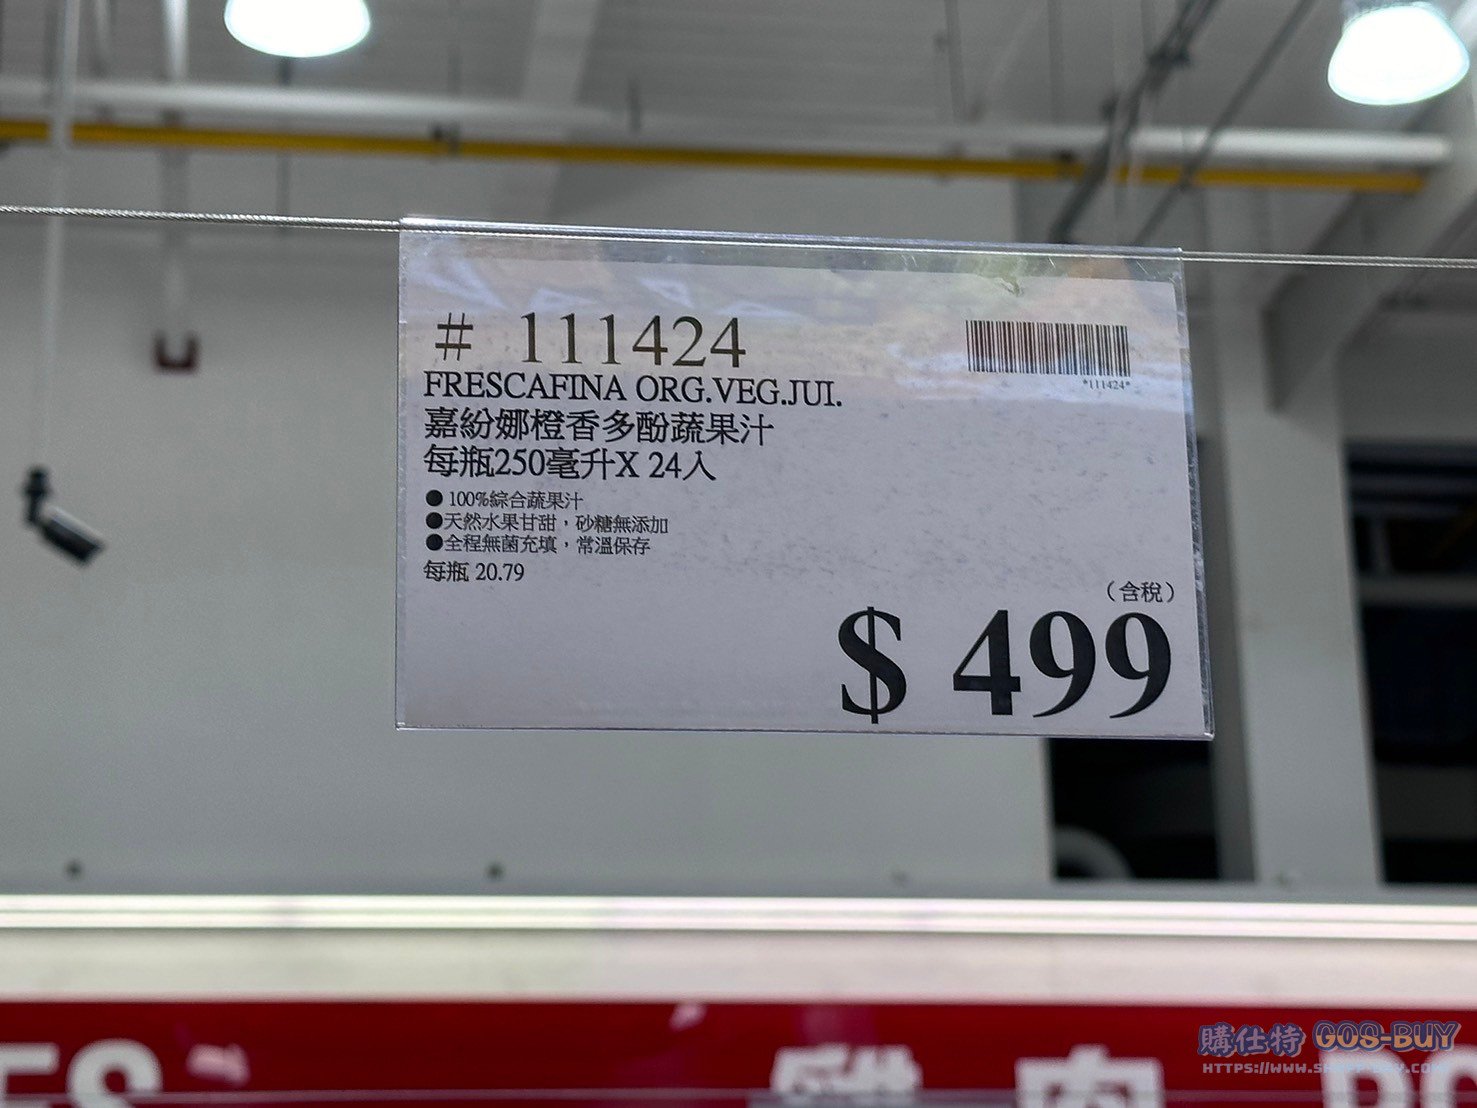 # 111424
*111424*
FRESCAFINA ORG.VEG.JUI.
嘉紛娜橙香多酚蔬果汁
每瓶250毫升X 24入
● 100%綜合蔬果汁
●天然水果甘甜，砂糖無添加
●全程無菌充填，常溫保存
每瓶 20.79
（含稅）
$ 499
購仕特 GOS-BUY
雞 肉